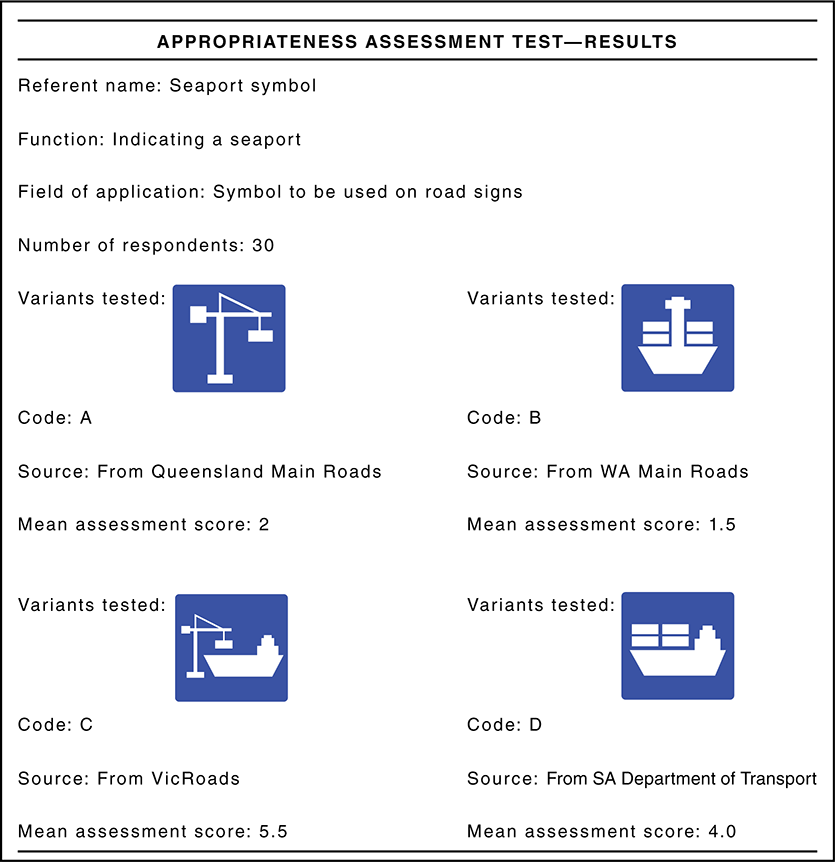 APPROPRIATENESS ASSESSMENT TEST—RESULTS
Referent name: Seaport symbol
Function: Indicating a seaport
Field of application: Symbol to be used on road signs
Number of respondents: 30
Variants tested:
Code: A
Source: From Queensland Main Roads
Mean assessment score: 2
Variants tested:
Code: B
Source: From WA Main Roads
Mean assessment score: 1.5
Variants tested:
Code: C
Source: From VicRoads
Mean assessment score: 5.5
Variants tested:
Code: D
Source: From SA Department of Transport
Mean assessment score: 4.0